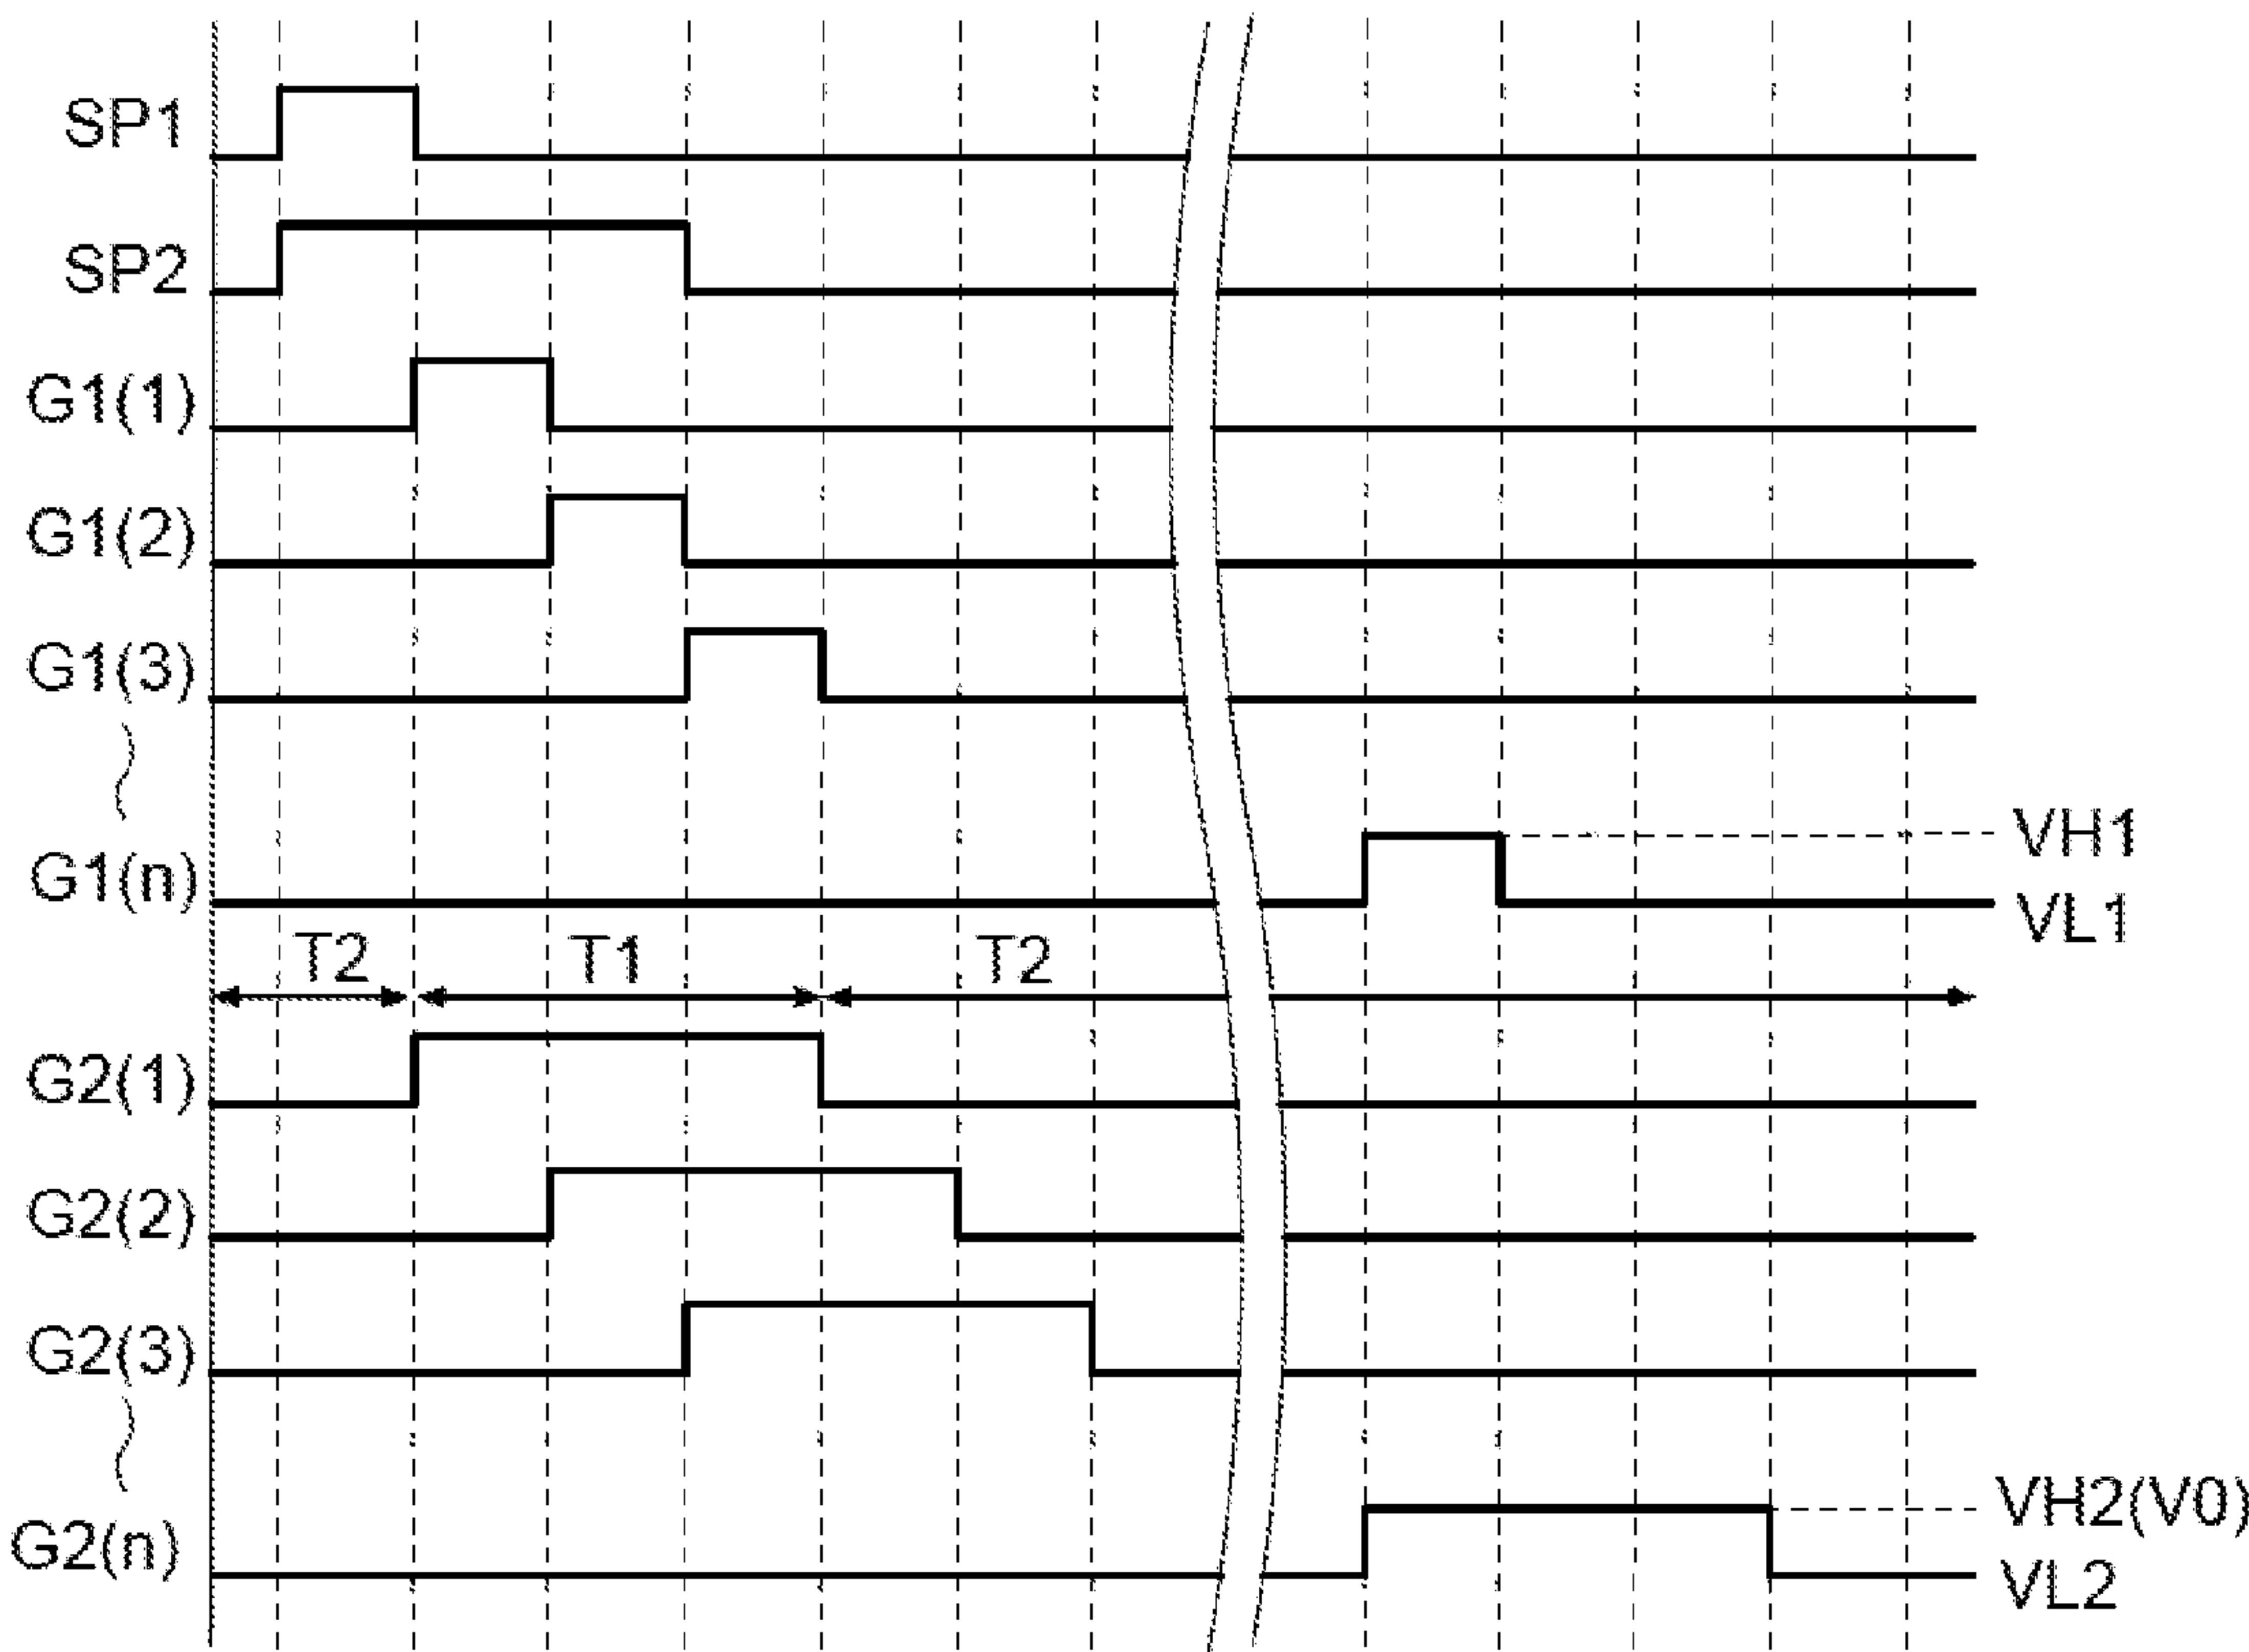 SP1
SP2
G1(1)
G1(2)
G1(3)
G1(n)
VH1
VL1
T2 T1 T2
G2(1)
G2(2)
G2(3)
G2(n)
VH2(V0)
VL2